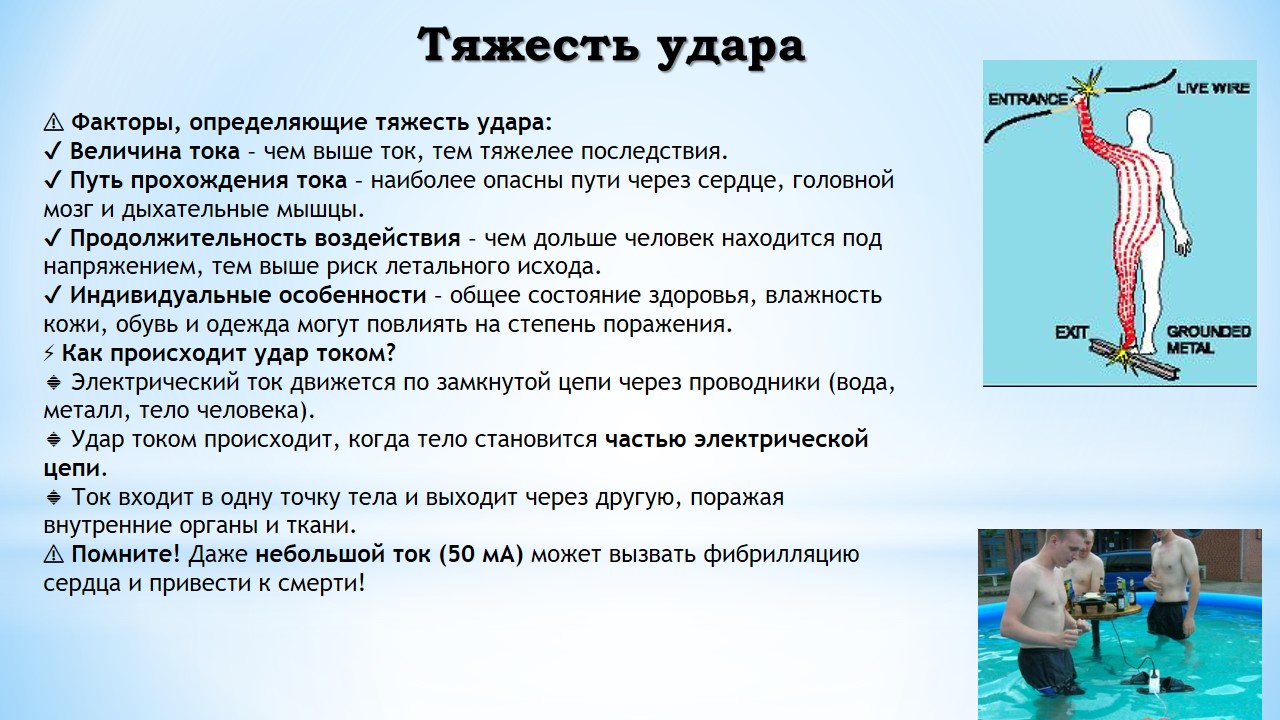 Тяжесть удара
⚠ Факторы, определяющие тяжесть удара:
✔ Величина тока – чем выше ток, тем тяжелее последствия.
✔ Путь прохождения тока – наиболее опасны пути через сердце, головной
мозг и дыхательные мышцы.
✔ Продолжительность воздействия – чем дольше человек находится под
напряжением, тем выше риск летального исхода.
✔ Индивидуальные особенности – общее состояние здоровья, влажность
кожи, обувь и одежда могут повлиять на степень поражения.
⚡ Как происходит удар током?
🔹 Электрический ток движется по замкнутой цепи через проводники (вода,
металл, тело человека).
🔹 Удар током происходит, когда тело становится частью электрической
цепи.
🔹 Ток входит в одну точку тела и выходит через другую, поражая
внутренние органы и ткани.
⚠ Помните! Даже небольшой ток (50 мА) может вызвать фибрилляцию
сердца и привести к смерти!
ENTRANCE
LIVE WIRE
EXIT
GROUNDED
METAL